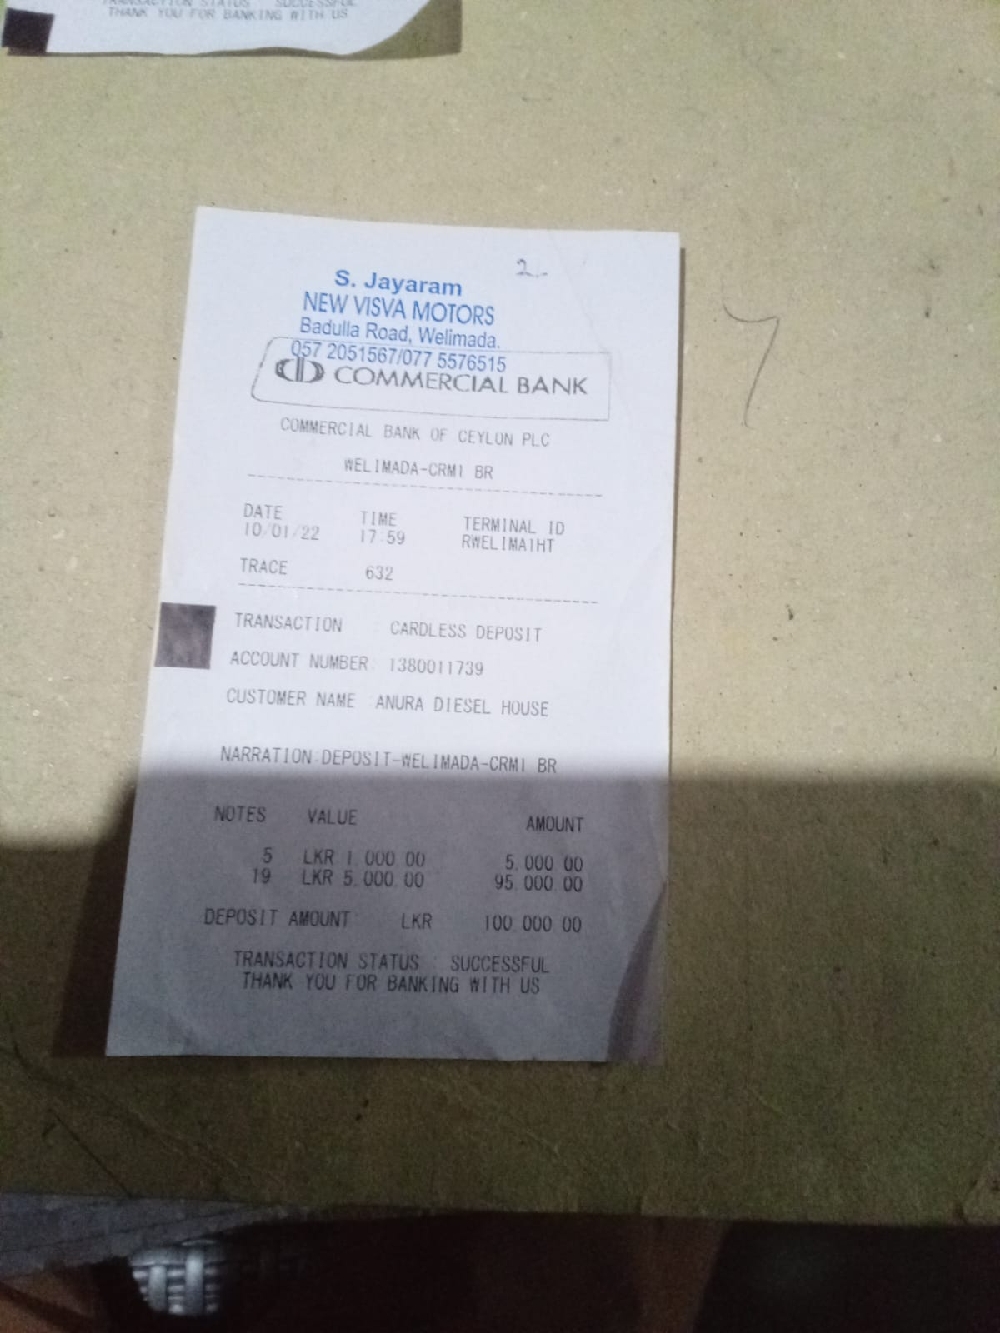 TRANSACTION STATUS SUCCESSFUL
THANK YOU FOR BANKING WITH US
2
S. Jayaram
NEW VISVA MOTORS
Badulla Road, Welimada.
057 2051567/077 5576515
COMMERCIAL BANK
COMMERCIAL BANK OF CEYLON PLC
WELIMADA-CRM1 BR
DATE TIME TERMINAL ID
10/01/22 17:59 RWELIMA1HT
TRACE 632
TRANSACTION : CARDLESS DEPOSIT
ACCOUNT NUMBER: 1380011739
CUSTOMER NAME ANURA DIESEL HOUSE
NARRATION:DEPOSIT-WELIMADA-CRM1 BR
NOTES VALUE AMOUNT
5 LKR 1,000.00 5,000.00
19 LKR 5,000.00 95,000.00
DEPOSIT AMOUNT: LKR 100,000.00
TRANSACTION STATUS : SUCCESSFUL
THANK YOU FOR BANKING WITH US